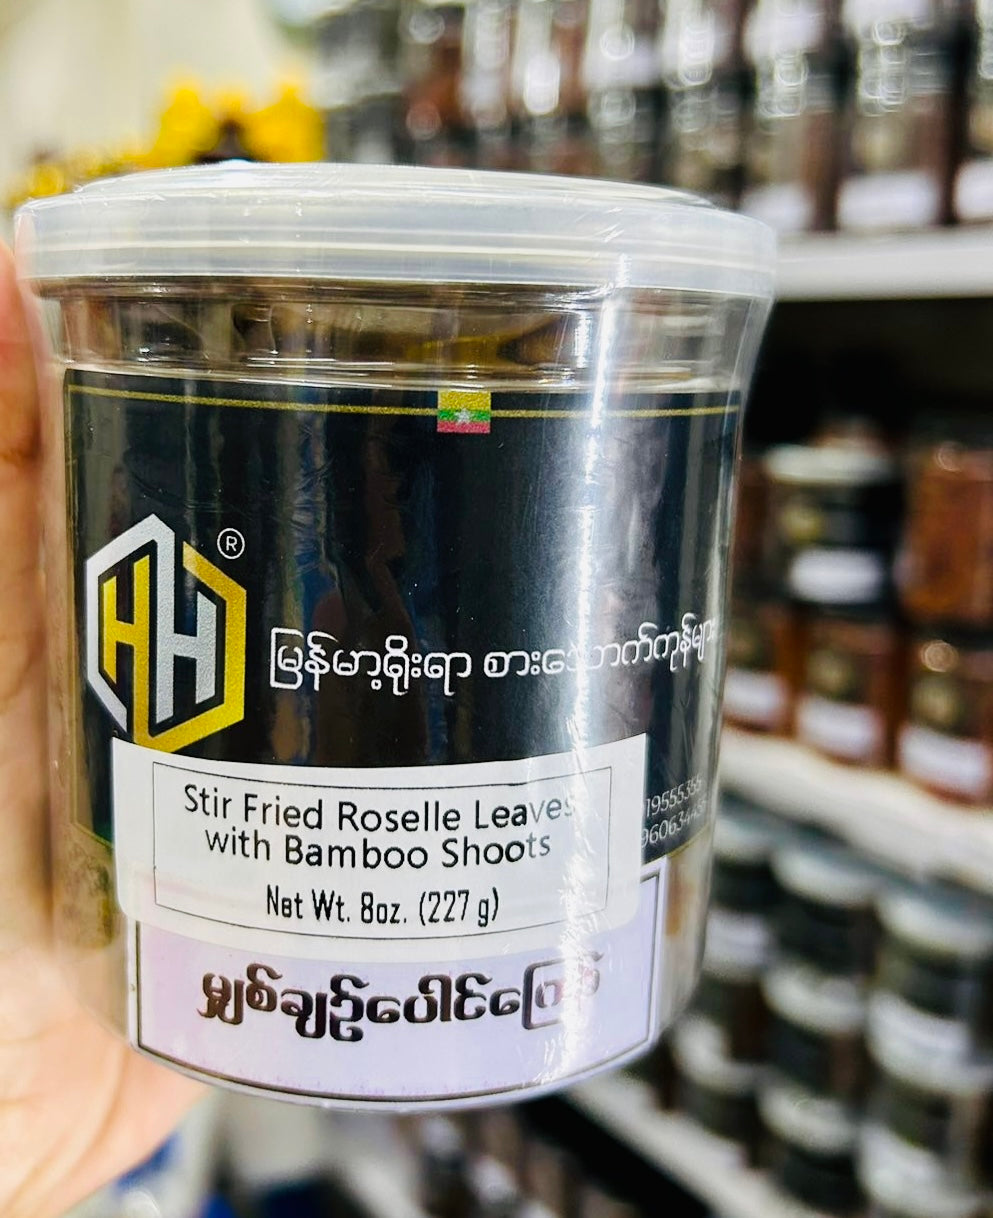 HH ®
မြန်မာ့ရိုးရာ စားသောက်ကုန်များ
19555355
Stir Fried Roselle Leaves
with Bamboo Shoots
Net Wt. 8oz. (227 g)
မျှစ်ချဉ်ပေါင်ကြော်